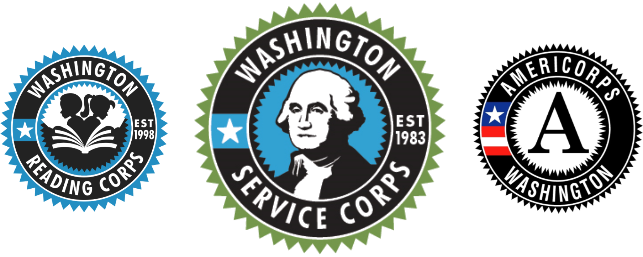 WASHINGTON
EST
1998
READING CORPS
WASHINGTON
EST
1983
SERVICE CORPS
AMERICORPS
A
WASHINGTON